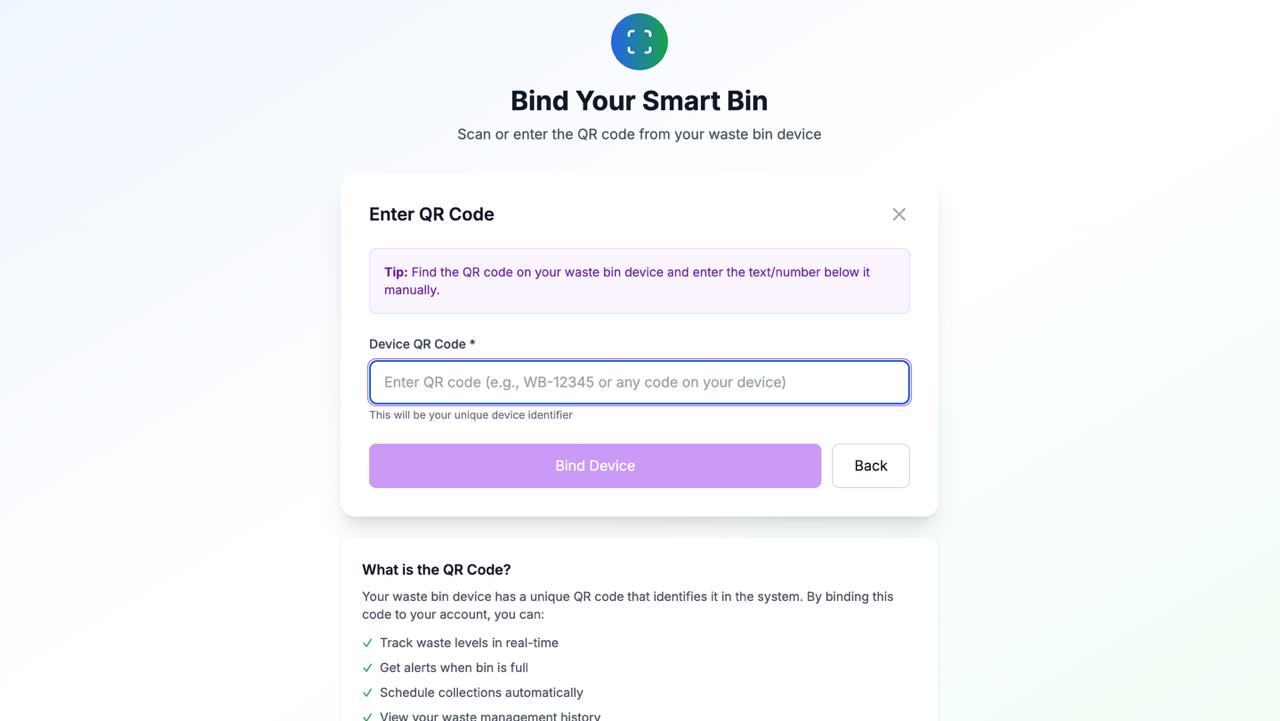 Bind Your Smart Bin
Scan or enter the QR code from your waste bin device
Enter QR Code
Tip: Find the QR code on your waste bin device and enter the text/number below it
manually.
Device QR Code *
Enter QR code (e.g., WB-12345 or any code on your device)
This will be your unique device identifier
Bind Device
Back
What is the QR Code?
Your waste bin device has a unique QR code that identifies it in the system. By binding this
code to your account, you can:
Track waste levels in real-time
Get alerts when bin is full
Schedule collections automatically
View your waste management history